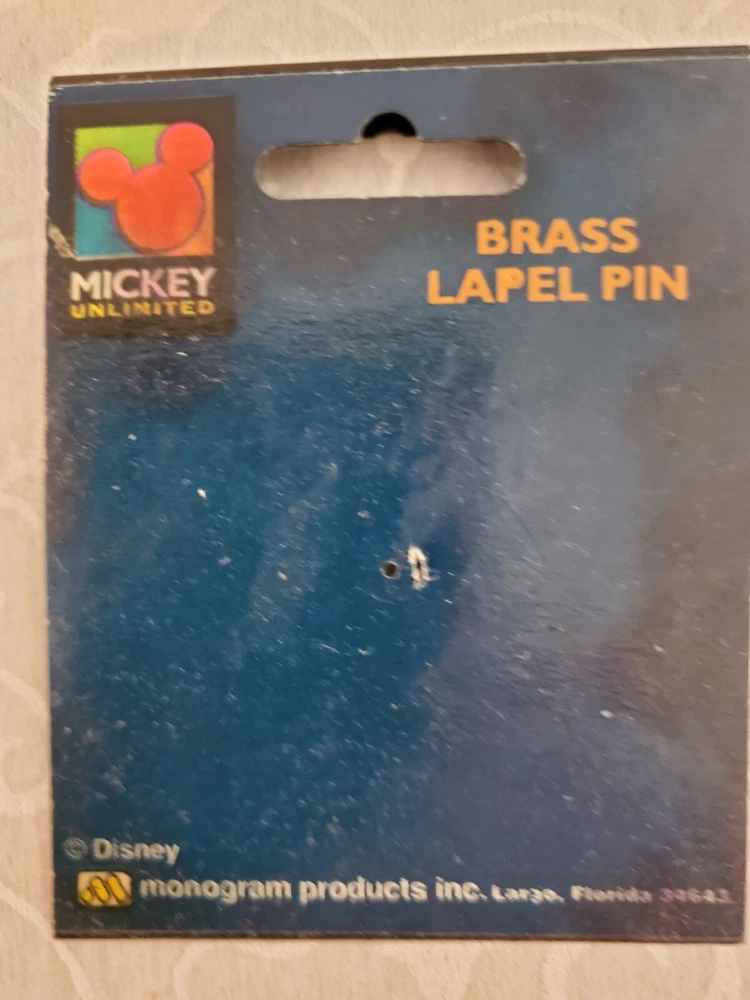 MICKEY
UNLIMITED
BRASS
LAPEL PIN
© Disney
monogram products inc. Largo, Florida 34643